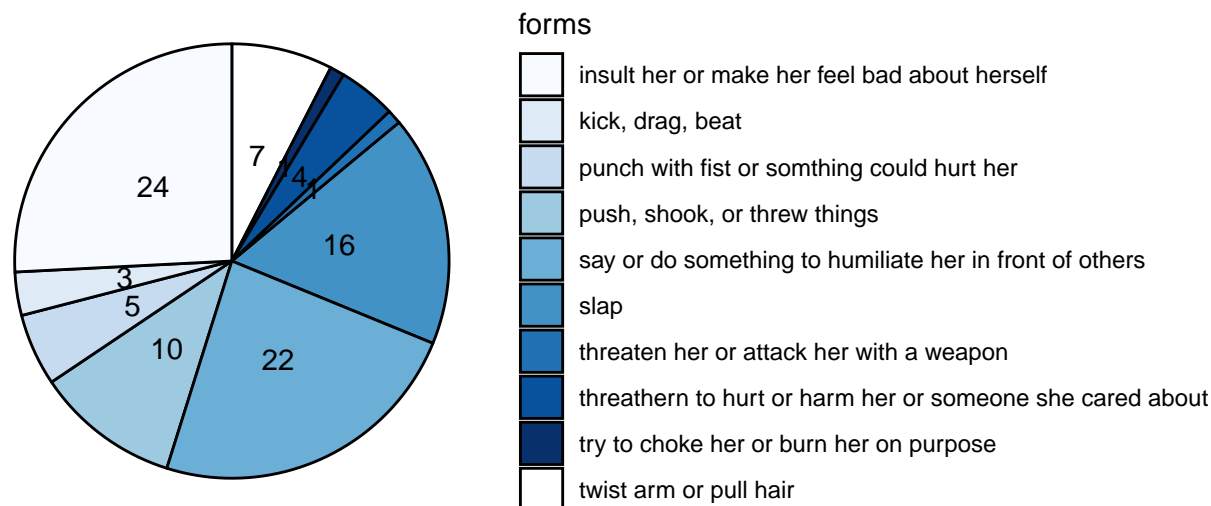 forms
insult her or make her feel bad about herself
kick, drag, beat
punch with fist or somthing could hurt her
push, shook, or threw things
say or do something to humiliate her in front of others
slap
threaten her or attack her with a weapon
threathern to hurt or harm her or someone she cared about
try to choke her or burn her on purpose
twist arm or pull hair
7
1
4
1
24
16
3
5
10
22